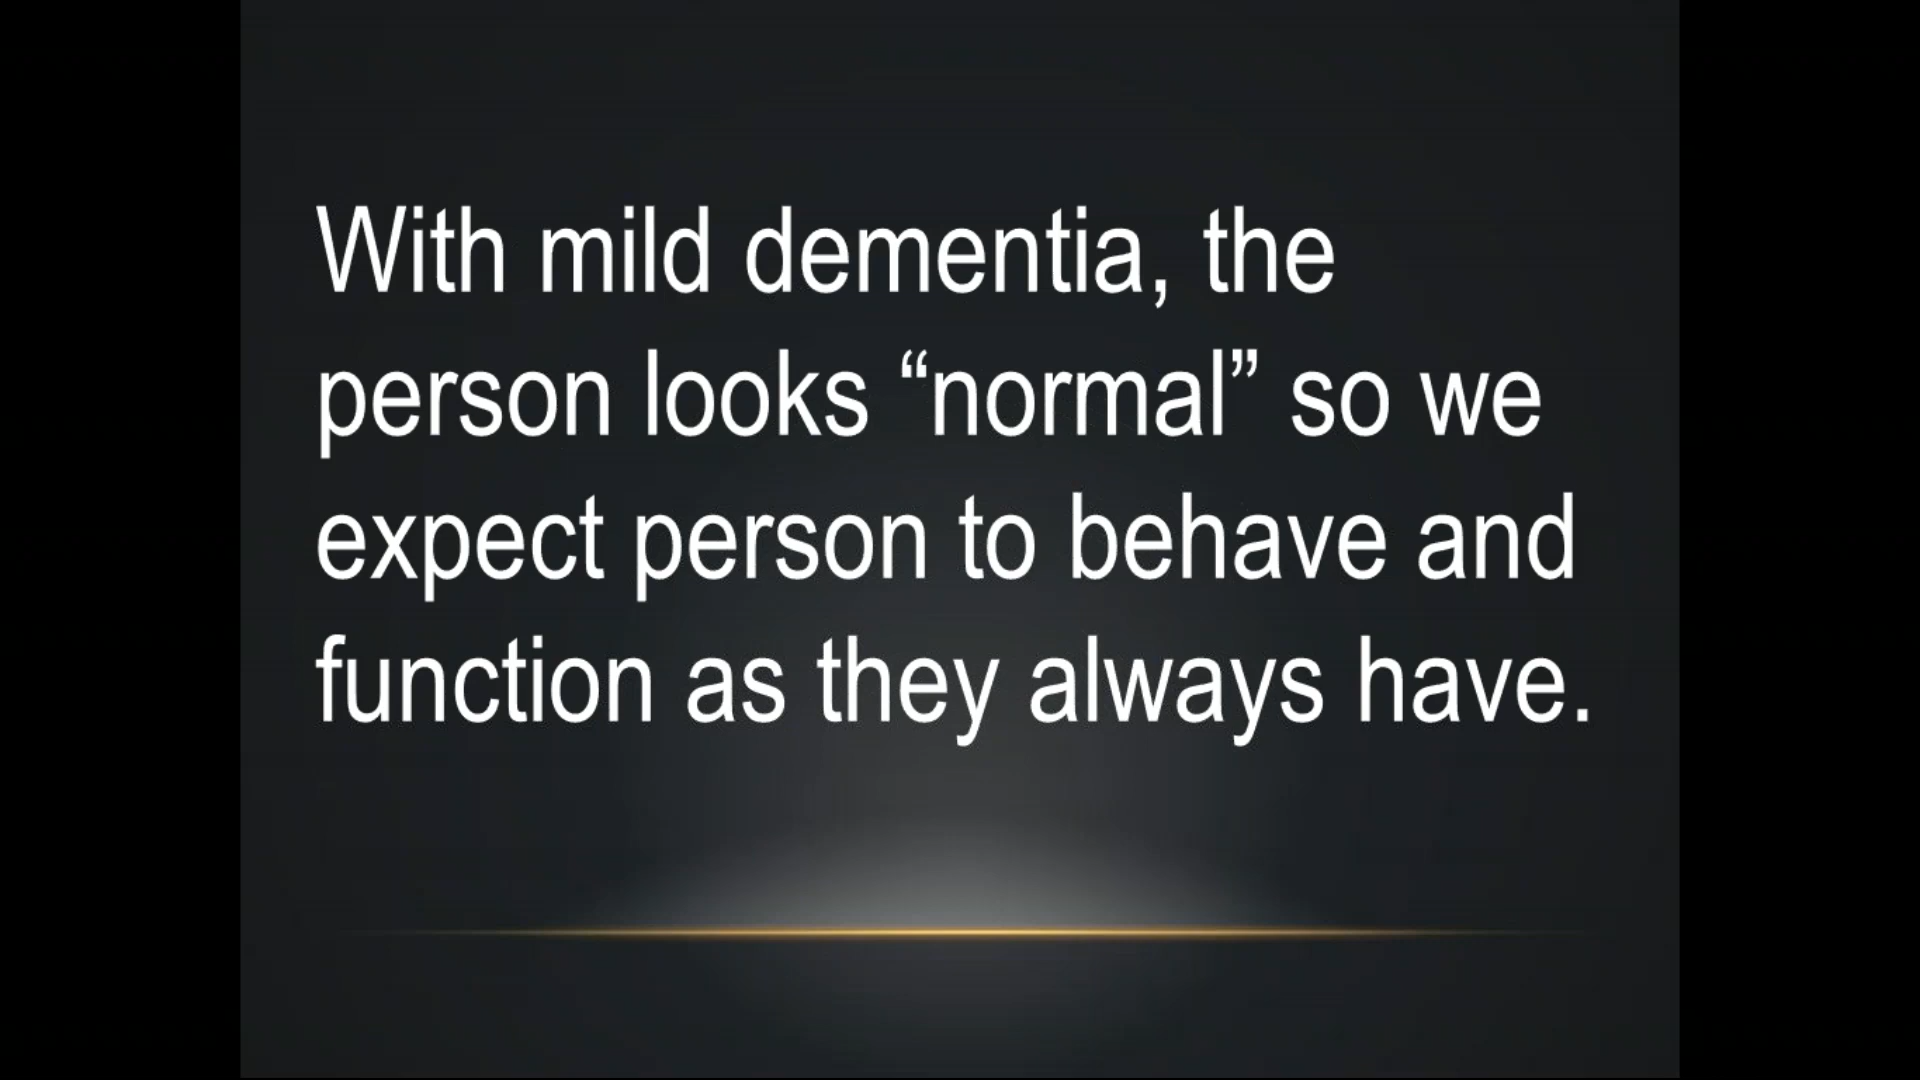 With mild dementia, the
person looks “normal” so we
expect person to behave and
function as they always have.